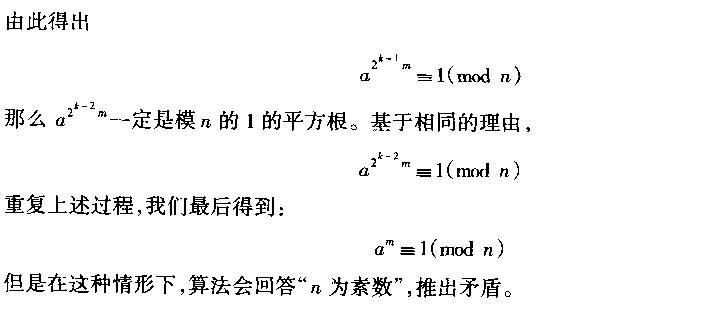 由此得出
a^{2^{k-1}m}≡1(mod n)
那么 a^{2^{k-2}m}一定是模 n 的 1 的平方根。基于相同的理由,
a^{2^{k-2}m}≡1(mod n)
重复上述过程,我们最后得到:
a^m≡1(mod n)
但是在这种情形下,算法会回答“n 为素数”,推出矛盾。